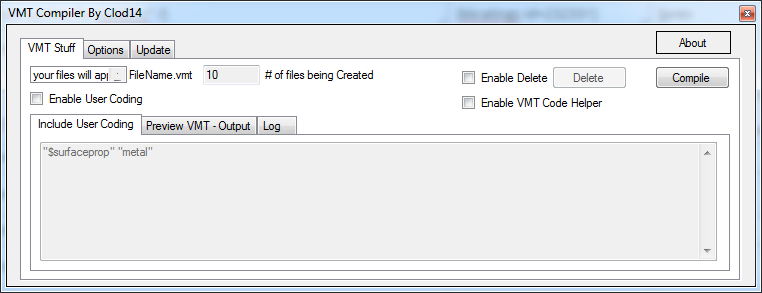 VMT Compiler By Clod14
About
VMT Stuff Options Update
your files will app FileName.vmt 10 # of files being Created Enable Delete Delete Compile
Enable User Coding Enable VMT Code Helper
Include User Coding Preview VMT - Output Log
"$surfaceprop" "metal"